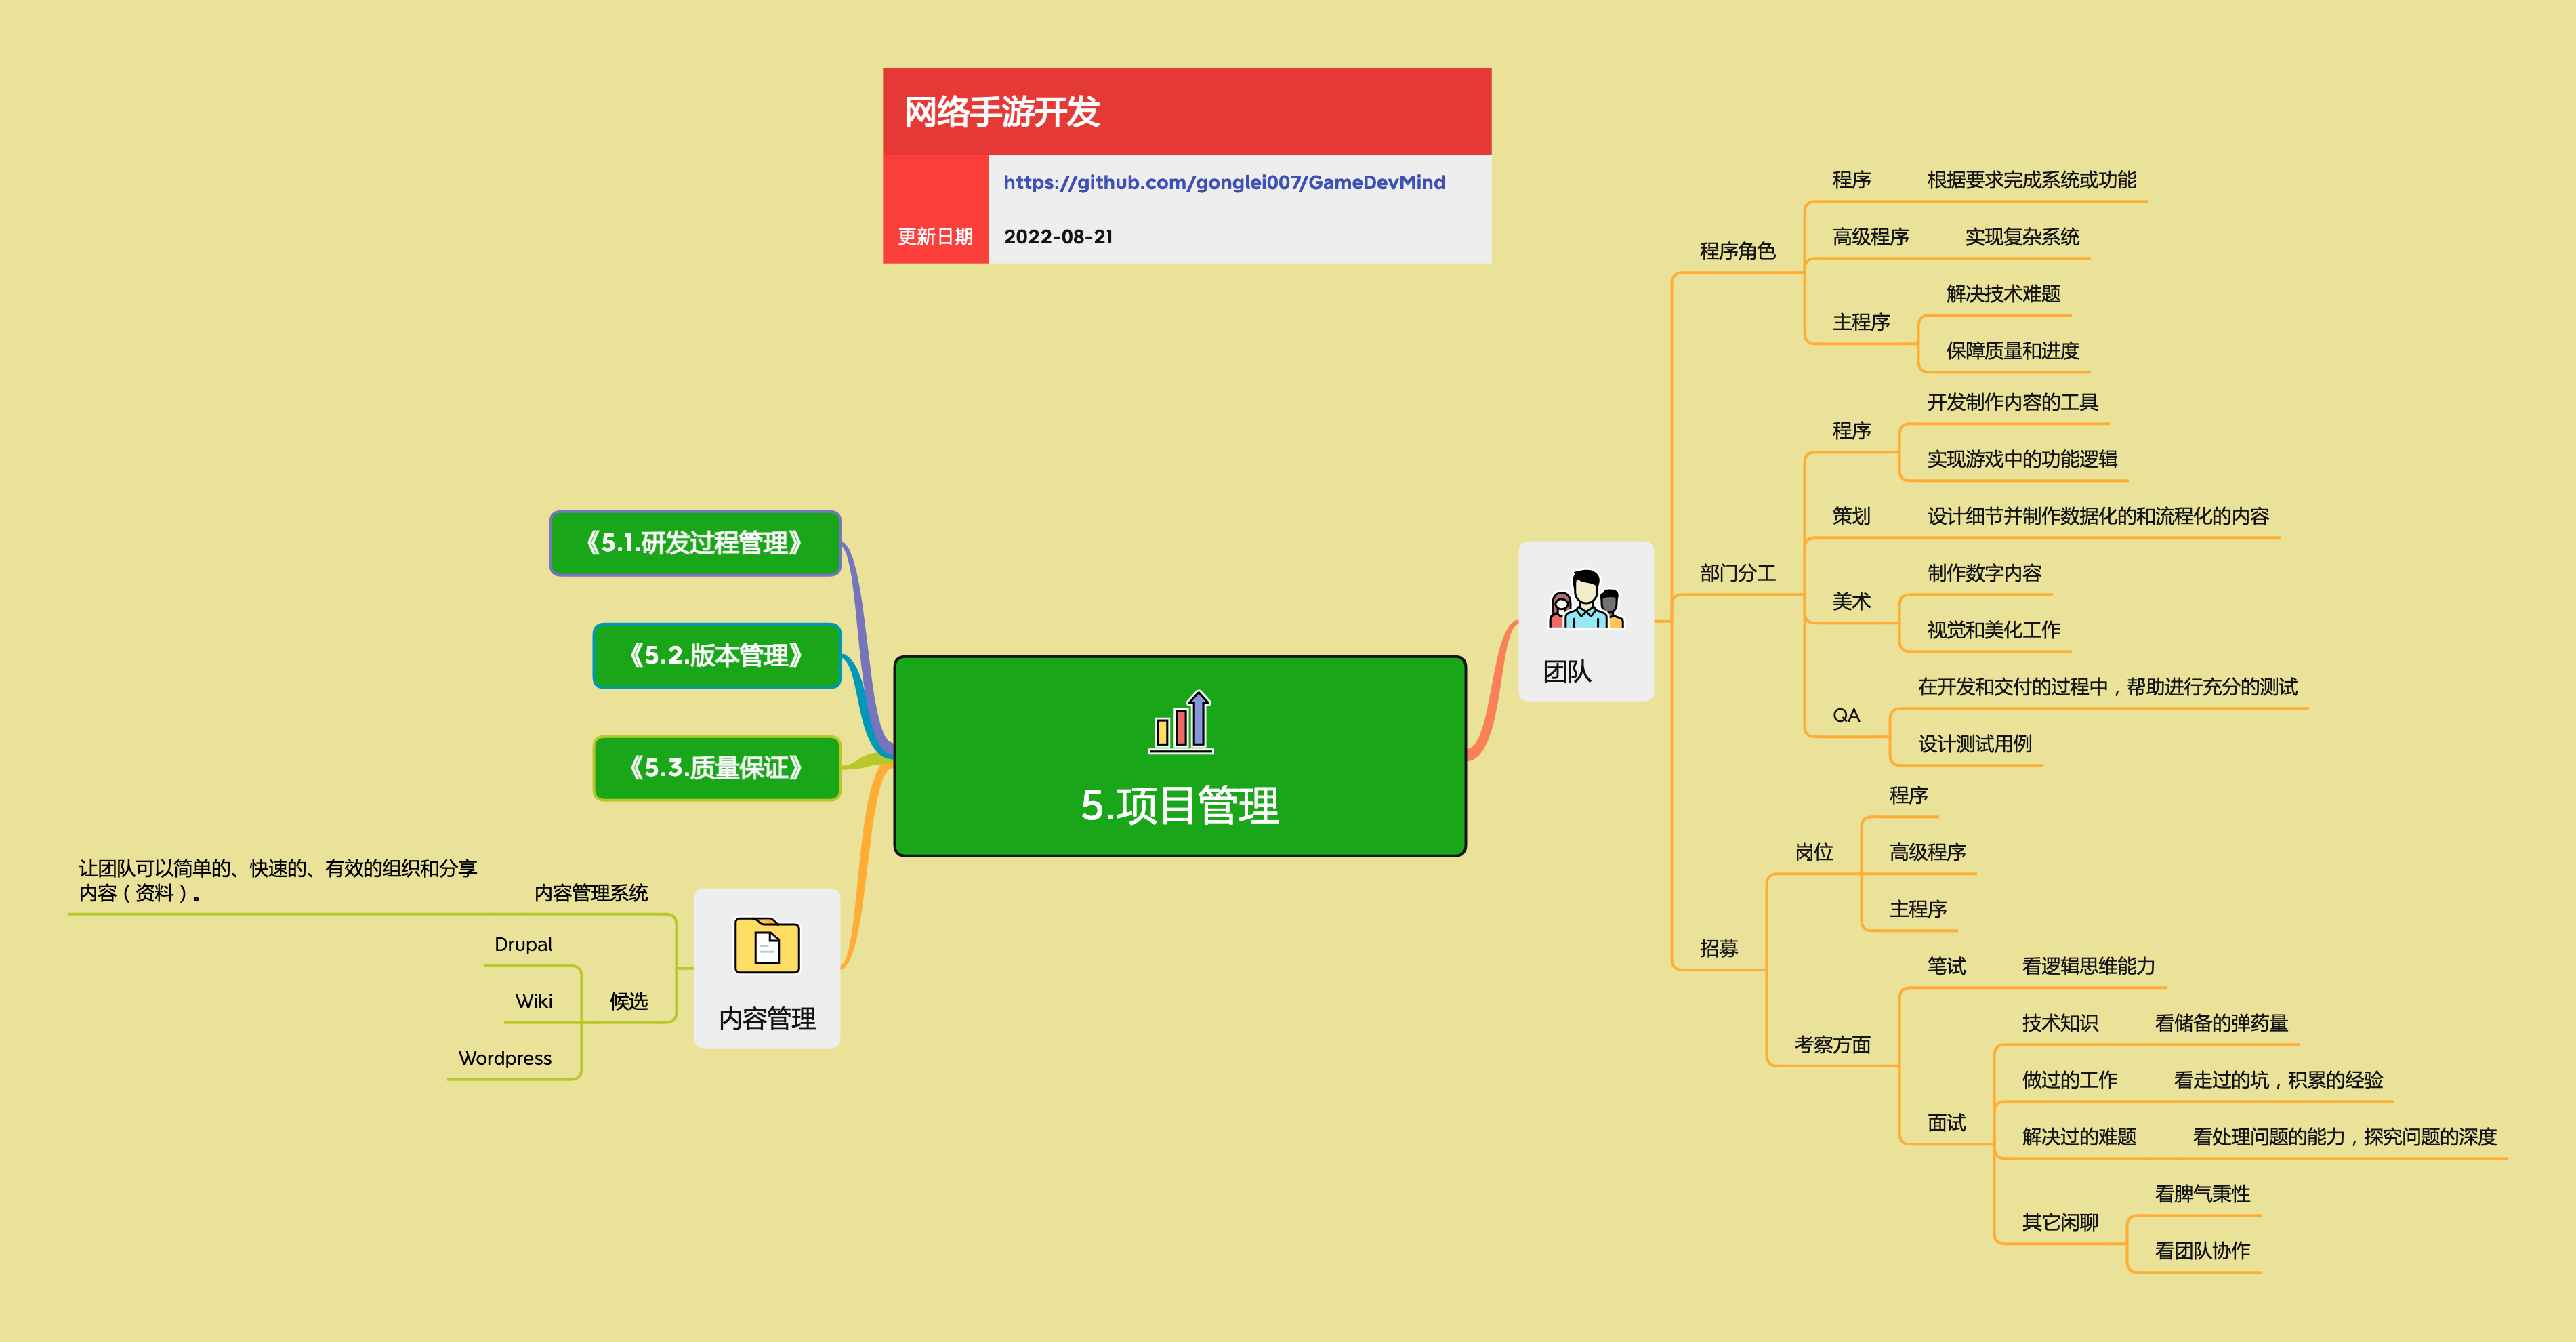 网络手游开发
https://github.com/gonglei007/GameDevMind
更新日期
2022-08-21
5.项目管理
团队
程序角色
程序
根据要求完成系统或功能
高级程序
实现复杂系统
主程序
解决技术难题
保障质量和进度
部门分工
程序
开发制作内容的工具
实现游戏中的功能逻辑
策划
设计细节并制作数据化的和流程化的内容
美术
制作数字内容
视觉和美化工作
QA
在开发和交付的过程中，帮助进行充分的测试
设计测试用例
招募
岗位
程序
高级程序
主程序
考察方面
笔试
看逻辑思维能力
面试
技术知识
看储备的弹药量
做过的工作
看走过的坑，积累的经验
解决过的难题
看处理问题的能力，探究问题的深度
其它闲聊
看脾气秉性
看团队协作
《5.1.研发过程管理》
《5.2.版本管理》
《5.3.质量保证》
内容管理
内容管理系统
让团队可以简单的、快速的、有效的组织和分享
内容（资料）。
候选
Drupal
Wiki
Wordpress